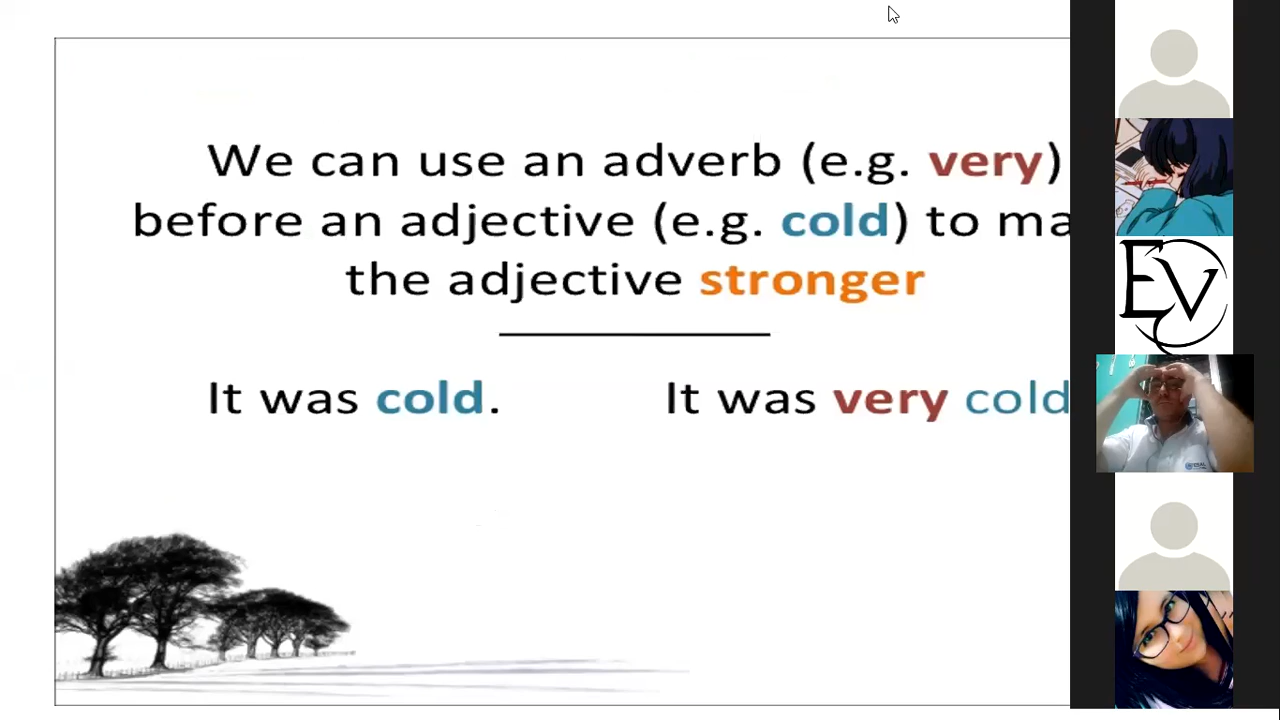 We can use an adverb (e.g. very)
before an adjective (e.g. cold) to
the adjective stronger
It was cold. It was very cold
EV